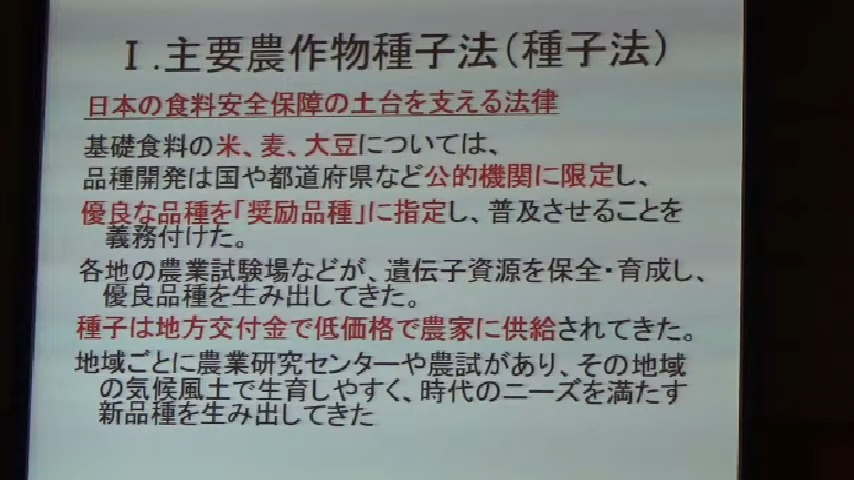 Ⅰ.主要農作物種子法(種子法)
日本の食料安全保障の土台を支える法律
基礎食料の米、麦、大豆については、
品種開発は国や都道府県など公的機関に限定し、
優良な品種を「奨励品種」に指定し、普及させることを
義務付けた。
各地の農業試験場などが、遺伝子資源を保全・育成し、
優良品種を生み出してきた。
種子は地方交付金で低価格で農家に供給されてきた。
地域ごとに農業研究センターや農試があり、その地域
の気候風土で生育しやすく、時代のニーズを満たす
新品種を生み出してきた